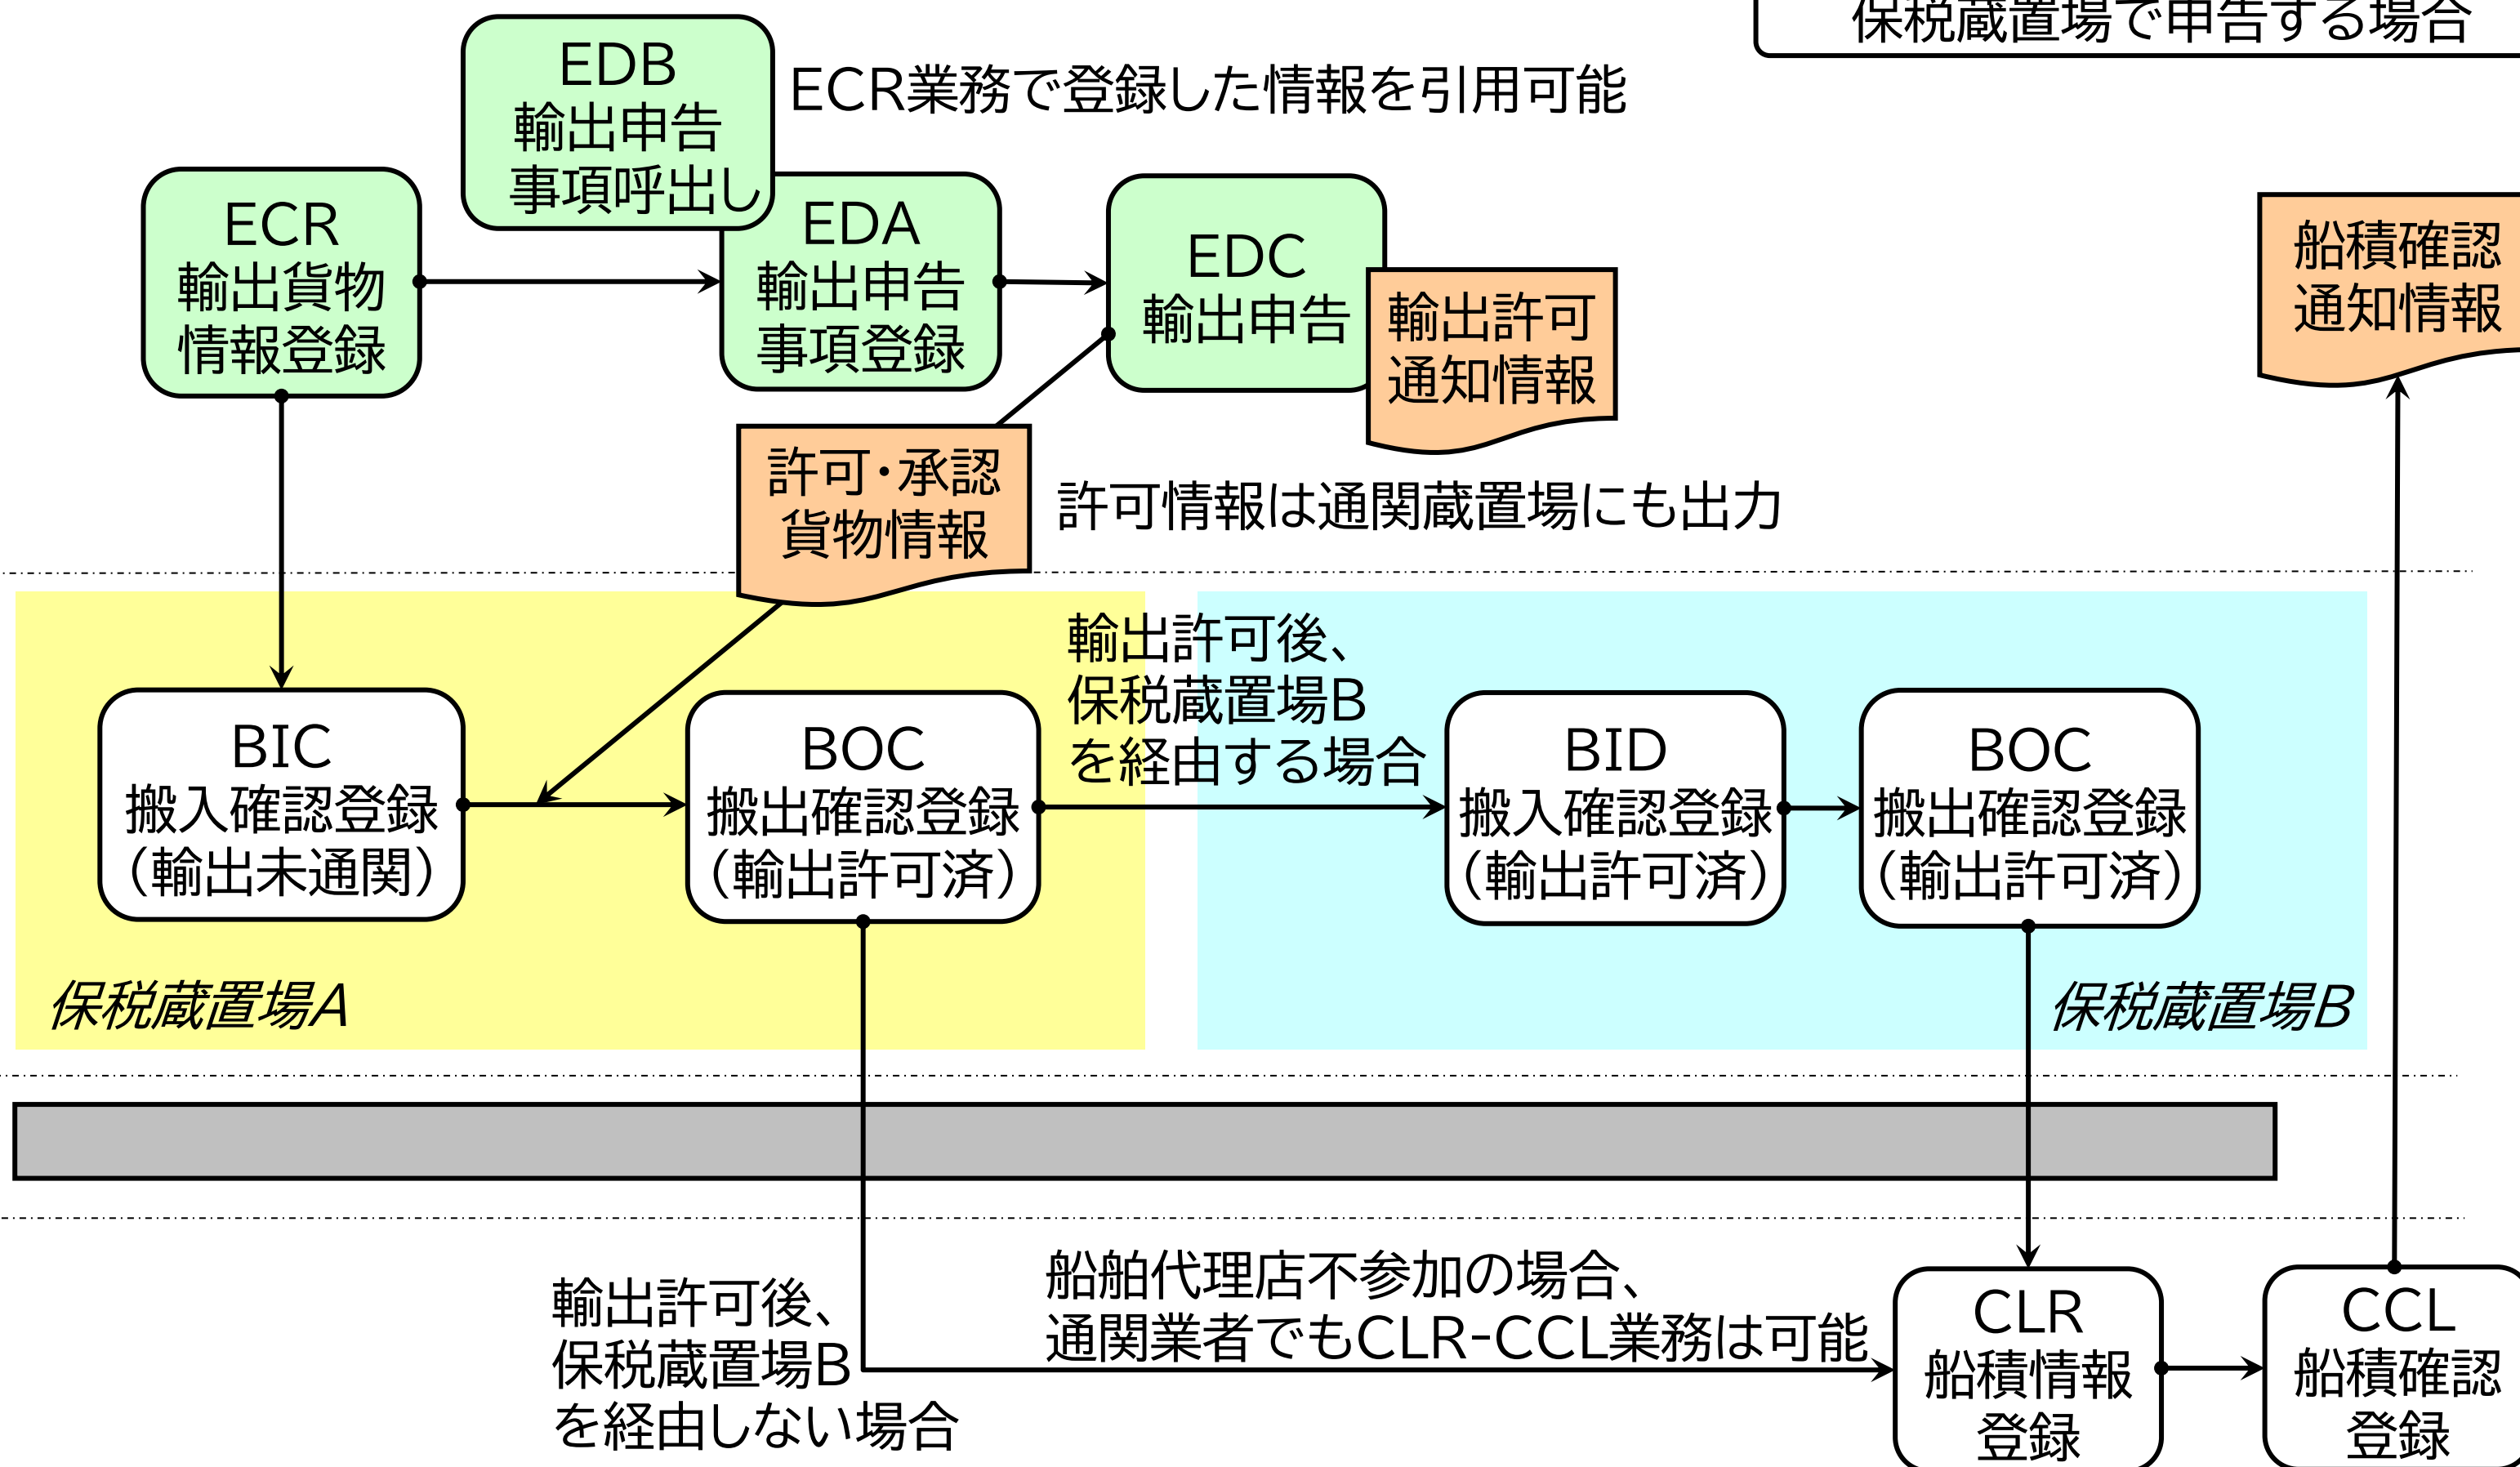 保税蔵置場で申告する場合
EDB
輸出申告
事項呼出し
ECR業務で登録した情報を引用可能
ECR
輸出貨物
情報登録
EDA
輸出申告
事項登録
EDC
輸出申告
輸出許可
通知情報
船積確認
通知情報
許可・承認
貨物情報
許可情報は通関蔵置場にも出力
輸出許可後、
保税蔵置場B
を経由する場合
BIC
搬入確認登録
（輸出未通関）
BOC
搬出確認登録
（輸出許可済）
BID
搬入確認登録
（輸出許可済）
BOC
搬出確認登録
（輸出許可済）
保税蔵置場A
保税蔵置場B
輸出許可後、
保税蔵置場B
を経由しない場合
船舶代理店不参加の場合、
通関業者でもCLR-CCL業務は可能
CLR
船積情報
登録
CCL
船積確認
登録